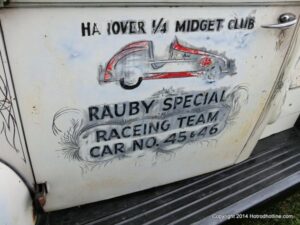 HANOVER 1/4 MIDGET CLUB
RAUBY SPECIAL
RACEING TEAM
CAR NO. 45 & 46
Copyright 2014 Hotrodhotline.com